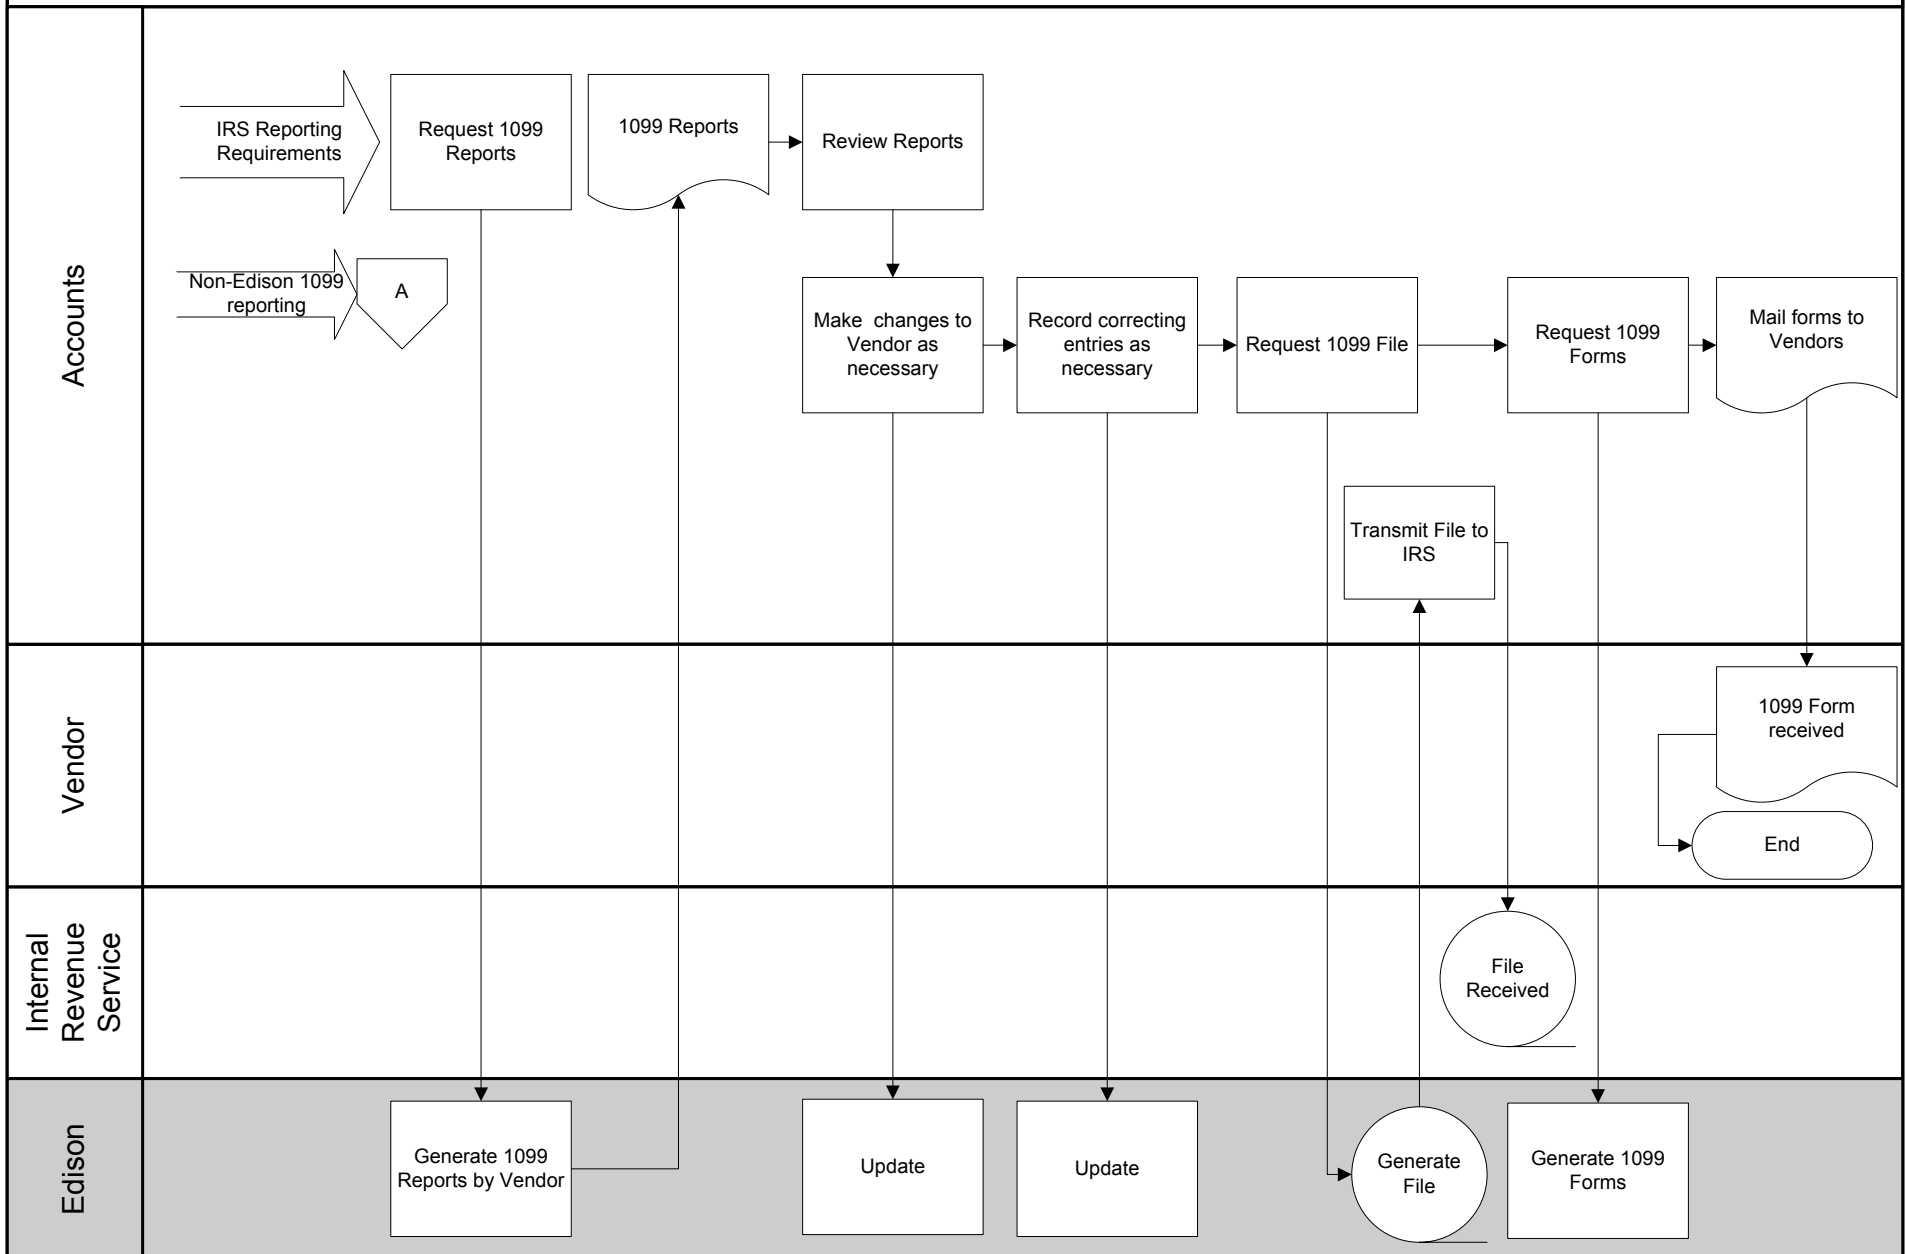 Accounts
IRS Reporting
Requirements
Request 1099
Reports
1099 Reports
Review Reports
Non-Edison 1099
reporting
A
Make changes to
Vendor as
necessary
Record correcting
entries as
necessary
Request 1099 File
Request 1099
Forms
Mail forms to
Vendors
Transmit File to
IRS
Vendor
1099 Form
received
End
Internal
Revenue
Service
File
Received
Edison
Generate 1099
Reports by Vendor
Update
Update
Generate
File
Generate 1099
Forms